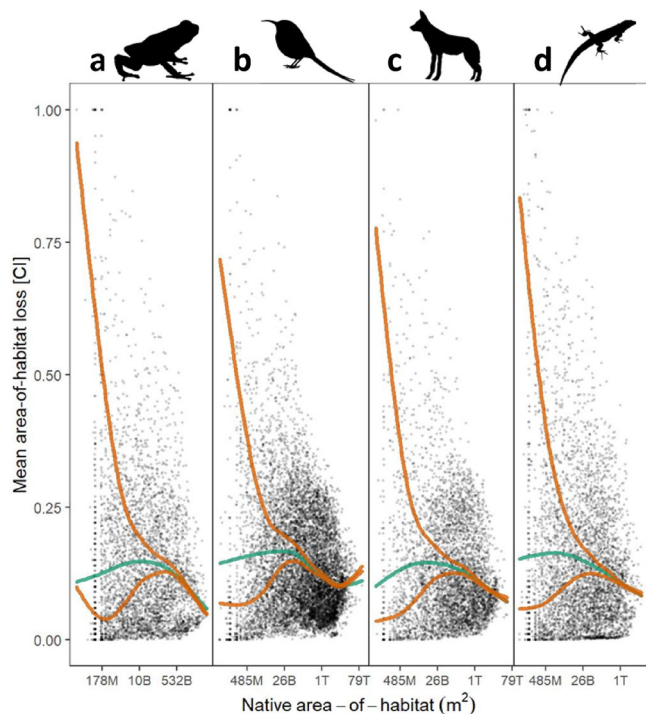 a b c d
1.00
0.75
0.50
0.25
0.00
Mean area-of-habitat loss [CI]
178M 10B 532B 485M 26B 1T 79T 485M 26B 1T 79T 485M 26B 1T
Native area – of – habitat (m²)